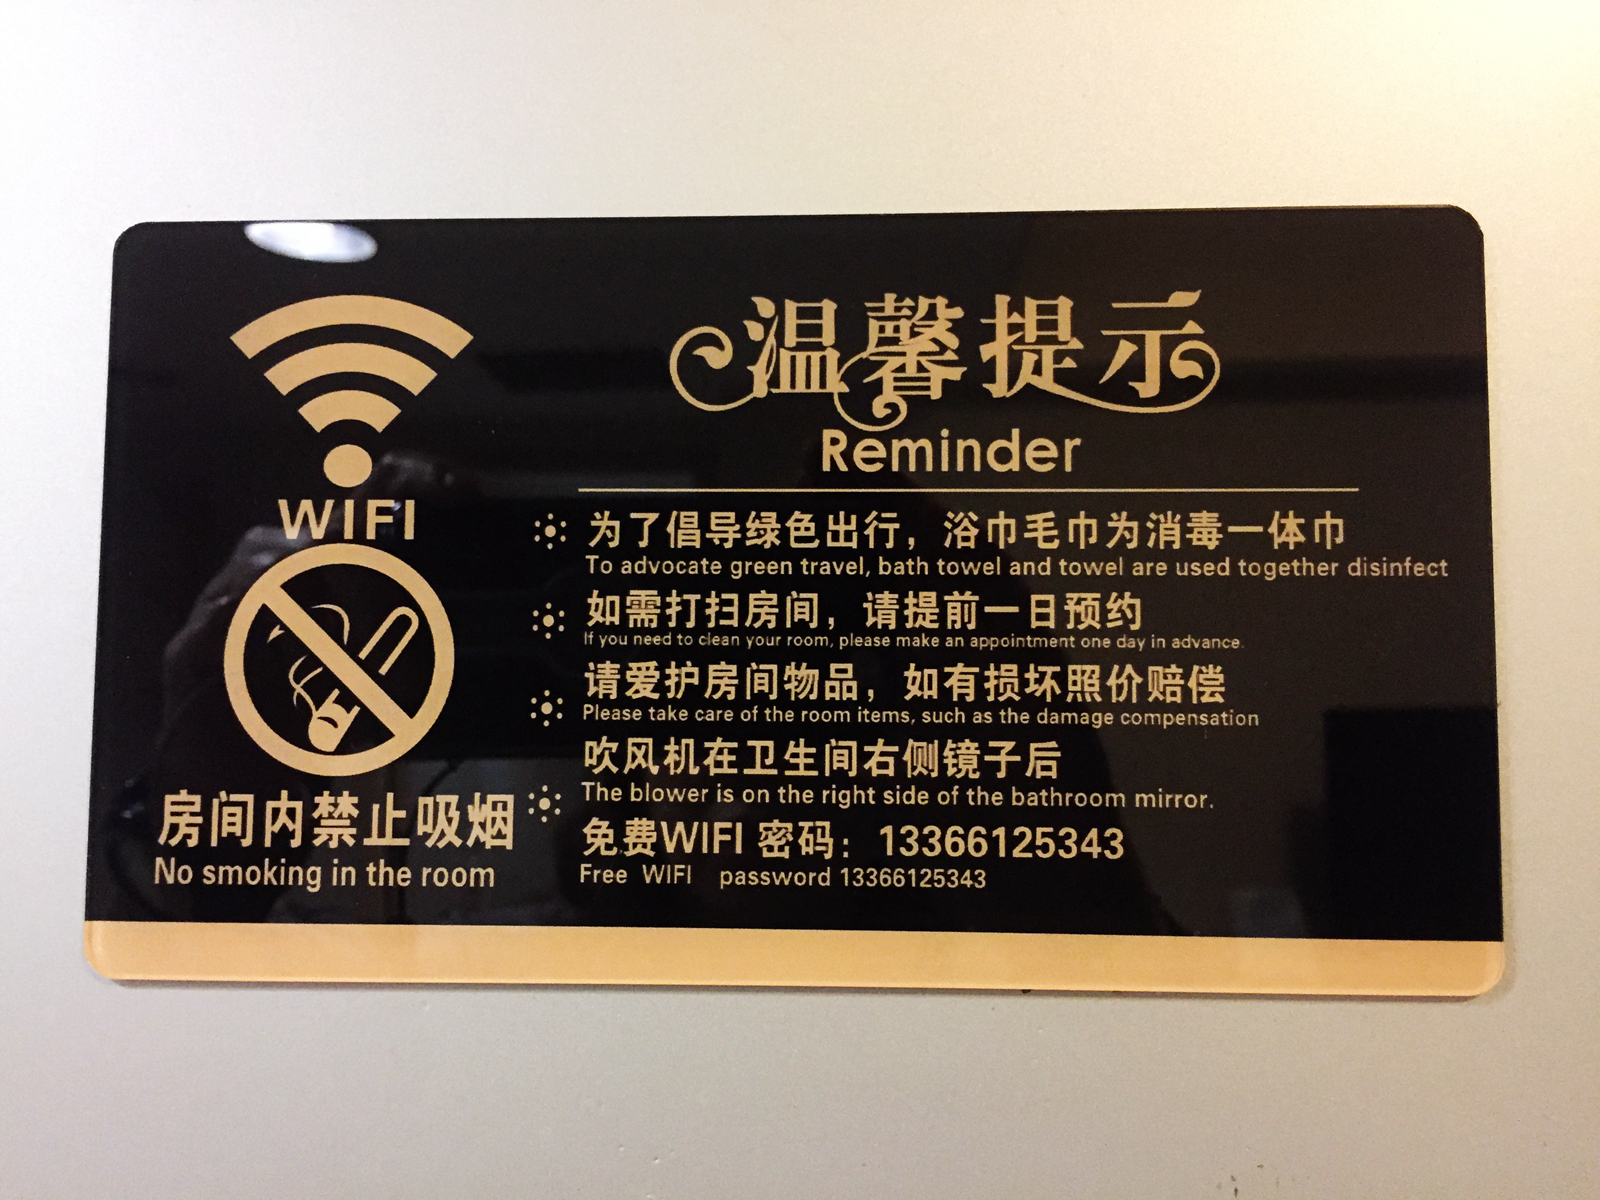 WIFI
房间内禁止吸烟
No smoking in the room
温馨提示
Reminder
为了倡导绿色出行，浴巾毛巾为消毒一体巾
To advocate green travel, bath towel and towel are used together disinfect
如需打扫房间，请提前一日预约
If you need to clean your room, please make an appointment one day in advance.
请爱护房间物品，如有损坏照价赔偿
Please take care of the room items, such as the damage compensation
吹风机在卫生间右侧镜子后
The blower is on the right side of the bathroom mirror.
免费WIFI 密码：13366125343
Free WIFI password 13366125343